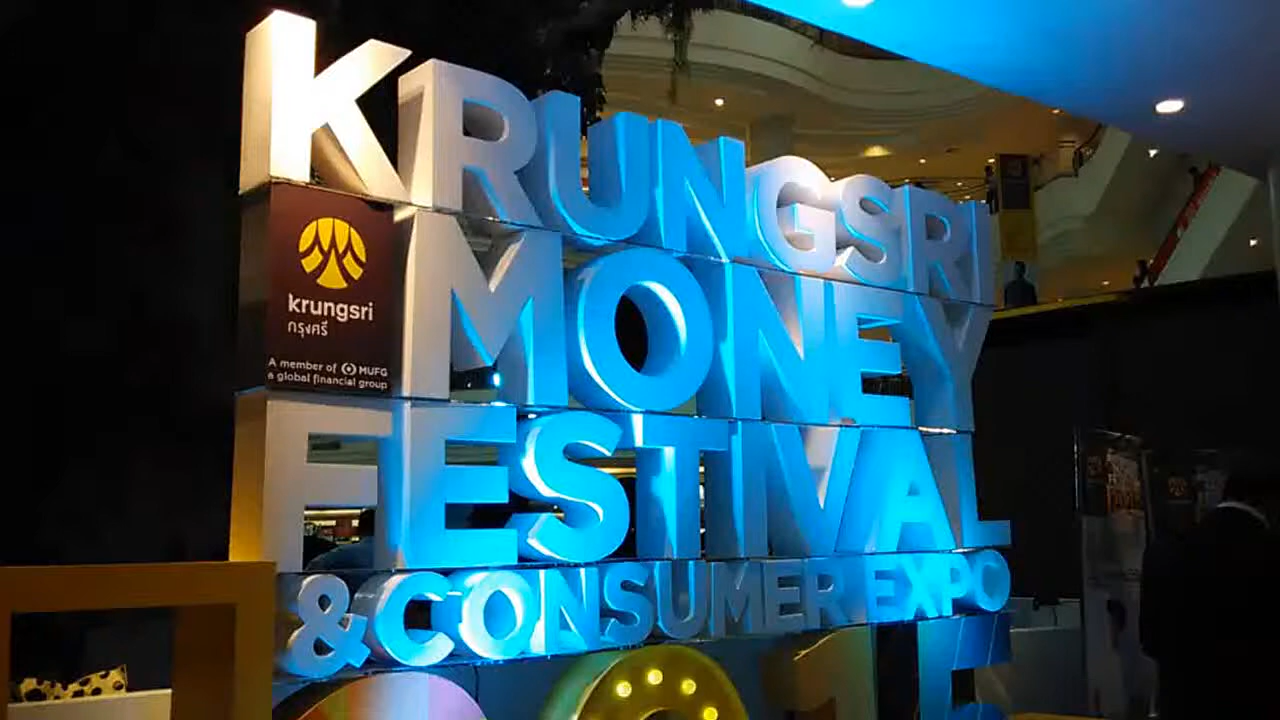 KRUNGSRI
MONEY
FESTIVAL
& CONSUMER EXPO
krungsri
กรุงศรี
A member of MUFG
a global financial group